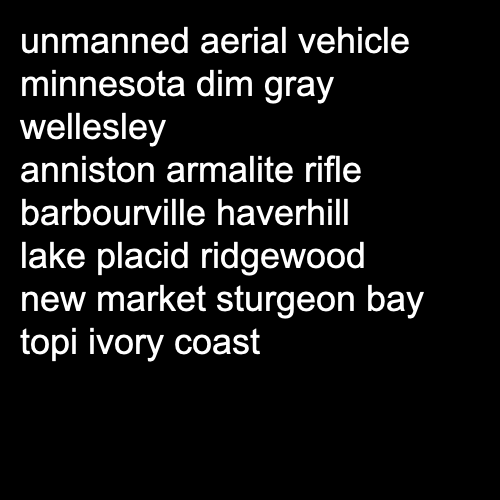 unmanned aerial vehicle
minnesota dim gray
wellesley
anniston armalite rifle
barbourville haverhill
lake placid ridgewood
new market sturgeon bay
topi ivory coast